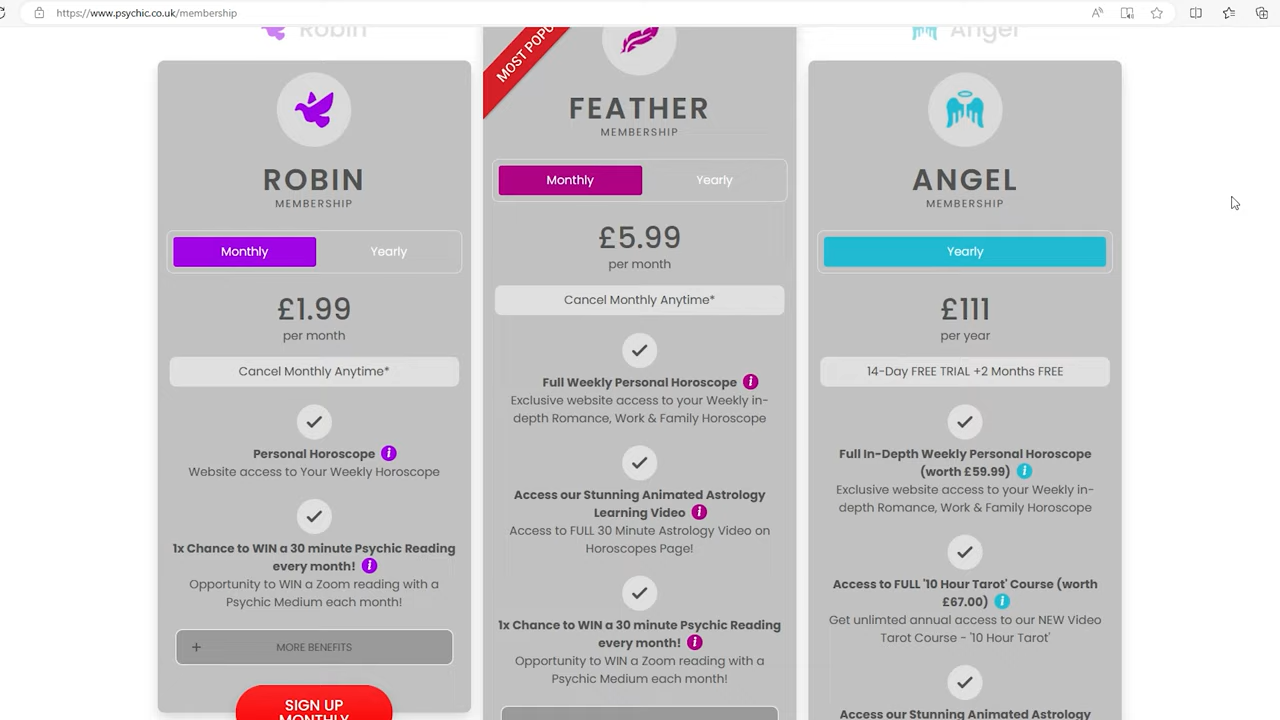 https://www.psychic.co.uk/membership
Robin
Angel
ROBIN
MEMBERSHIP
Monthly
Yearly
£1.99
per month
Cancel Monthly Anytime*
Personal Horoscope
Website access to Your Weekly Horoscope
1x Chance to WIN a 30 minute Psychic Reading
every month!
Opportunity to WIN a Zoom reading with a
Psychic Medium each month!
+ MORE BENEFITS
SIGN UP
MONTHLY
MOST POPU
FEATHER
MEMBERSHIP
Monthly
Yearly
£5.99
per month
Cancel Monthly Anytime*
Full Weekly Personal Horoscope
Exclusive website access to your Weekly in-
depth Romance, Work & Family Horoscope
Access our Stunning Animated Astrology
Learning Video
Access to FULL 30 Minute Astrology Video on
Horoscopes Page!
1x Chance to WIN a 30 minute Psychic Reading
every month!
Opportunity to WIN a Zoom reading with a
Psychic Medium each month!
ANGEL
MEMBERSHIP
Yearly
£111
per year
14-Day FREE TRIAL +2 Months FREE
Full In-Depth Weekly Personal Horoscope
(worth £59.99)
Exclusive website access to your Weekly in-
depth Romance, Work & Family Horoscope
Access to FULL '10 Hour Tarot' Course (worth
£67.00)
Get unlimted annual access to our NEW Video
Tarot Course - '10 Hour Tarot'
Access our Stunning Animated Astrology